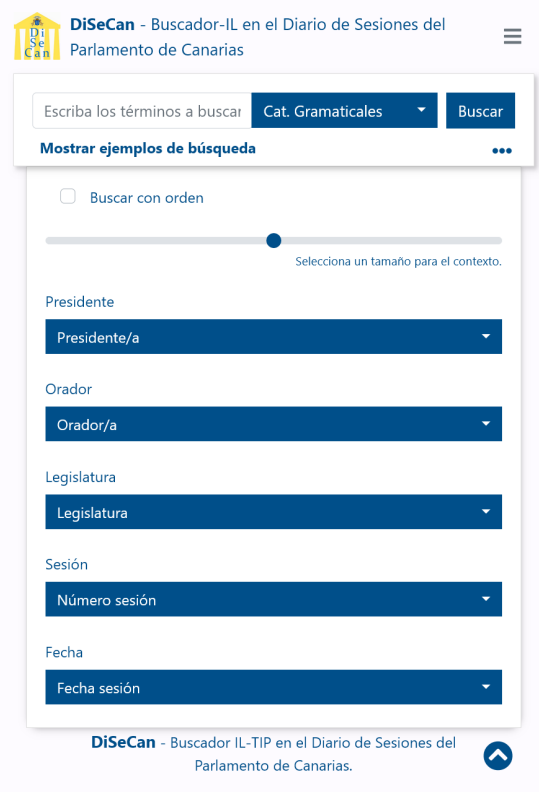 Di
Se
Can
DiSeCan - Buscador-IL en el Diario de Sesiones del
Parlamento de Canarias
Escriba los términos a buscar
Cat. Gramaticales
Buscar
Mostrar ejemplos de búsqueda
Buscar con orden
Selecciona un tamaño para el contexto.
Presidente
Presidente/a
Orador
Orador/a
Legislatura
Legislatura
Sesión
Número sesión
Fecha
Fecha sesión
DiSeCan - Buscador IL-TIP en el Diario de Sesiones del
Parlamento de Canarias.